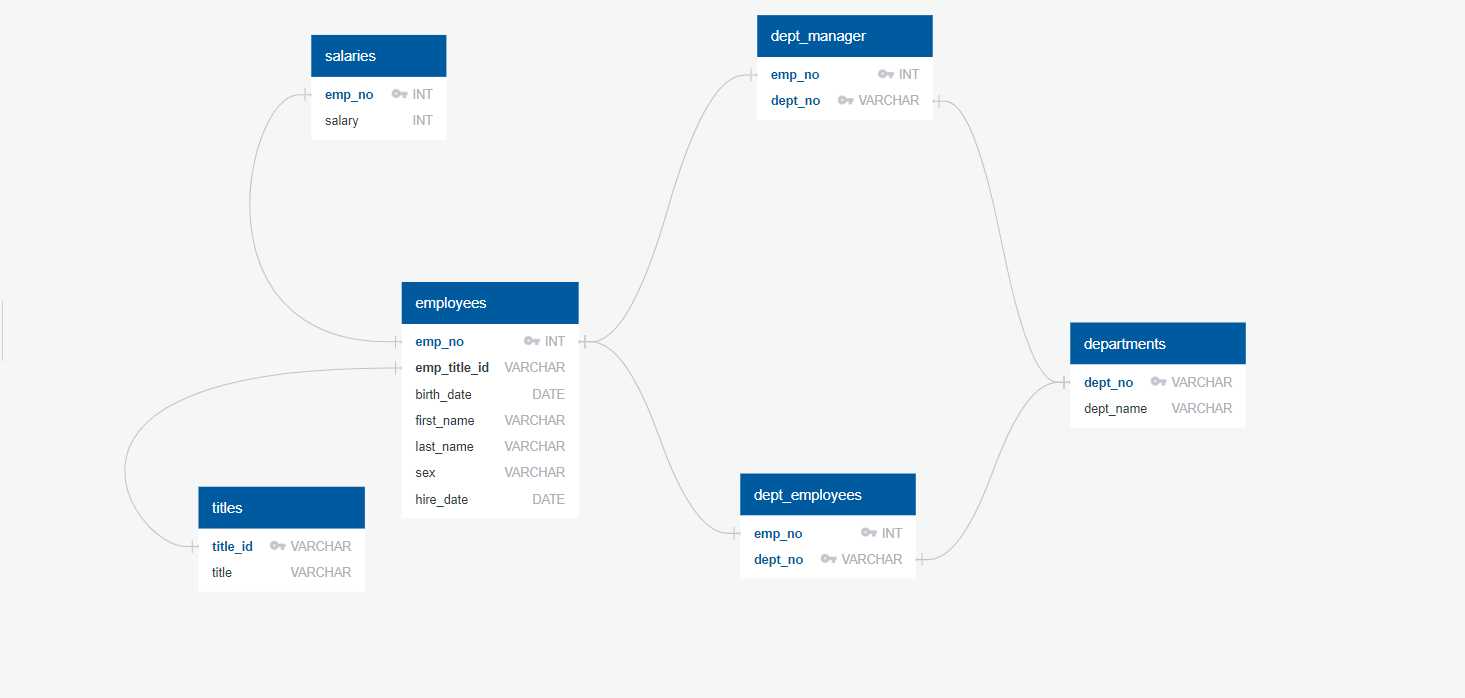 salaries
emp_no INT
salary INT
dept_manager
emp_no INT
dept_no VARCHAR
employees
emp_no INT
emp_title_id VARCHAR
birth_date DATE
first_name VARCHAR
last_name VARCHAR
sex VARCHAR
hire_date DATE
departments
dept_no VARCHAR
dept_name VARCHAR
titles
title_id VARCHAR
title VARCHAR
dept_employees
emp_no INT
dept_no VARCHAR